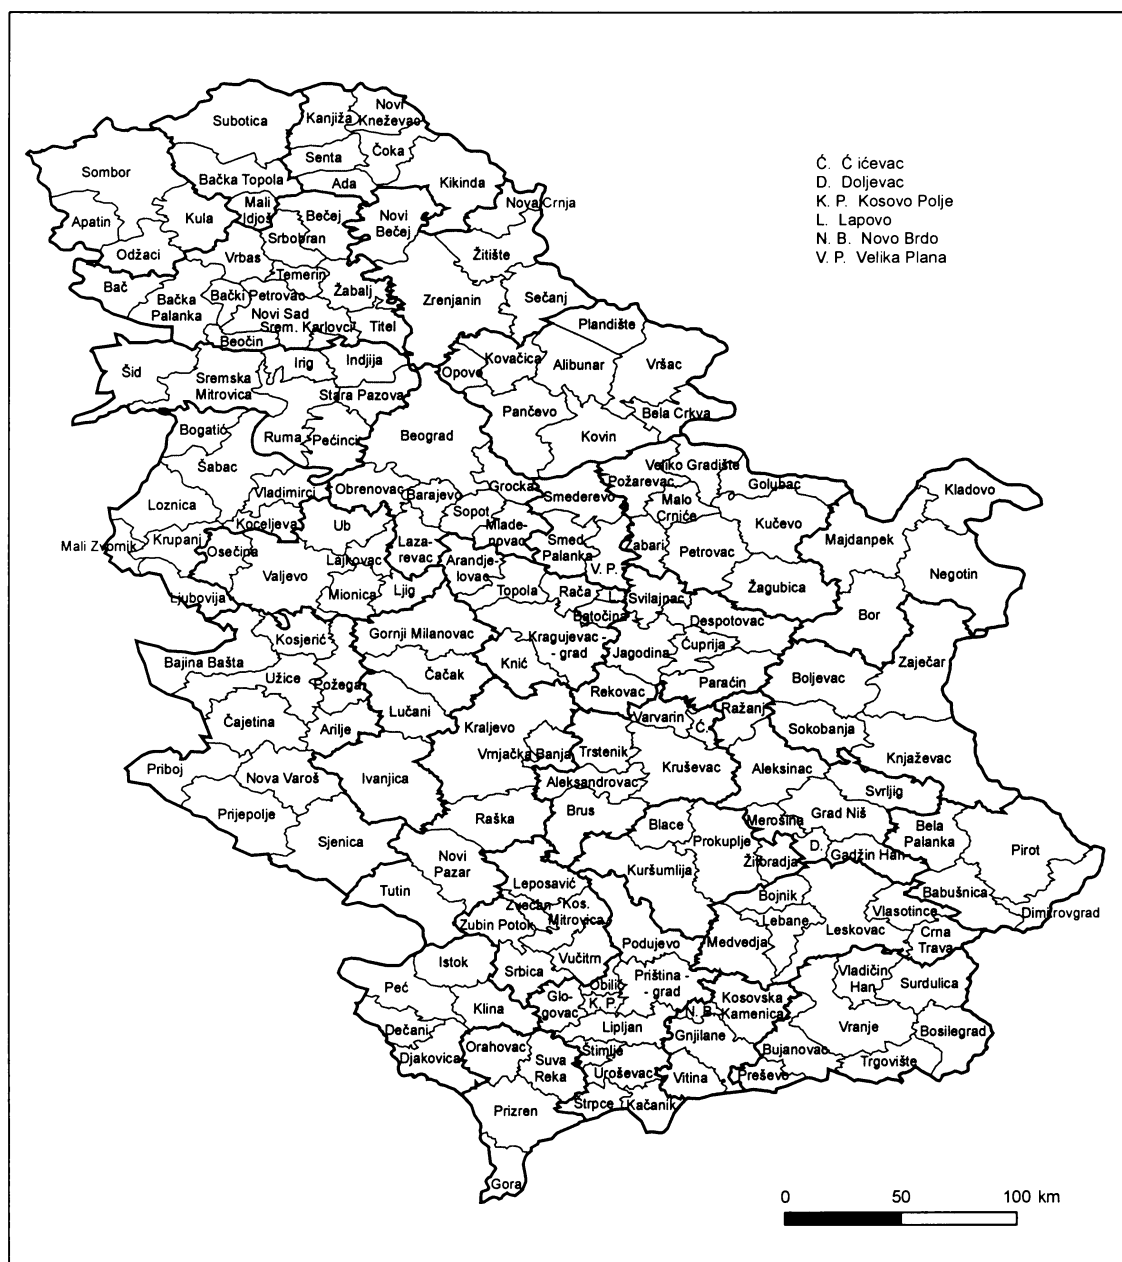 Ć. Ć ićevac
D. Doljevac
K. P. Kosovo Polje
L. Lapovo
N. B. Novo Brdo
V. P. Velika Plana
Subotica
Kanjiža
Novi
Kneževac
Sombor
Senta
Čoka
Bačka Topola
Ada
Kikinda
Apatin
Kula
Mali
Idjoš
Bečej
Novi
Bečej
Nova Crnja
Odžaci
Srbobran
Vrbas
Žitište
Bač
Temerin
Bačka
Palanka
Bački Petrovac
Žabalj
Zrenjanin
Sečanj
Novi Sad
Srem. Karlovci
Titel
Plandište
Beočin
Šid
Sremska
Mitrovica
Irig
Indjija
Opovo
Kovačica
Alibunar
Vršac
Stara Pazova
Pančevo
Bela Crkva
Bogatić
Ruma
Pećinci
Beograd
Kovin
Šabac
Veliko Gradište
Požarevac
Golubac
Kladovo
Loznica
Vladimirci
Obrenovac
Barajevo
Grocka
Smederevo
Malo
Crniće
Koceljeva
Ub
Sopot
Mlade-
novac
Kučevo
Majdanpek
Mali Zvornik
Krupanj
Osečina
Laza-
revac
Smed.
Palanka
Žabari
Petrovac
Lajkovac
Arandje-
lovac
V. P.
Negotin
Valjevo
Ljubovija
Mionica
Ljig
Topola
Rača
L.
Svilajnac
Žagubica
Batočina
Despotovac
Bor
Kosjerić
Gornji Milanovac
Kragujevac -
- grad
Ćuprija
Bajina Bašta
Knić
Jagodina
Zaječar
Užice
Požega
Čačak
Rekovac
Paraćin
Boljevac
Čajetina
Arilje
Lučani
Kraljevo
Varvarin
Ć.
Ražanj
Sokobanja
Vrnjačka Banja
Trstenik
Kruševac
Knjaževac
Priboj
Nova Varoš
Ivanjica
Aleksandrovac
Aleksinac
Svrljig
Prijepolje
Raška
Brus
Blace
Merošina
Grad Niš
Sjenica
Prokuplje
D.
Bela
Palanka
Pirot
Novi
Pazar
Kuršumlija
Žitoradja
Gadžin Han
Tutin
Leposavić
Bojnik
Babušnica
Zvečan
Kos.
Mitrovica
Lebane
Vlasotince
Dimitrovgrad
Zubin Potok
Leskovac
Podujevo
Medvedja
Crna
Trava
Istok
Srbica
Vučitrn
Priština -
- grad
Vladičin
Han
Surdulica
Peć
Obilić
Klina
Glo-
govac
K. P.
N. B.
Kosovska
Kamenica
Dečani
Lipljan
Gnjilane
Vranje
Bosilegrad
Djakovica
Orahovac
Suva
Reka
Štimlje
Bujanovac
Trgovište
Uroševac
Vitina
Preševo
Prizren
Štrpce
Kačanik
Gora
0 50 100 km